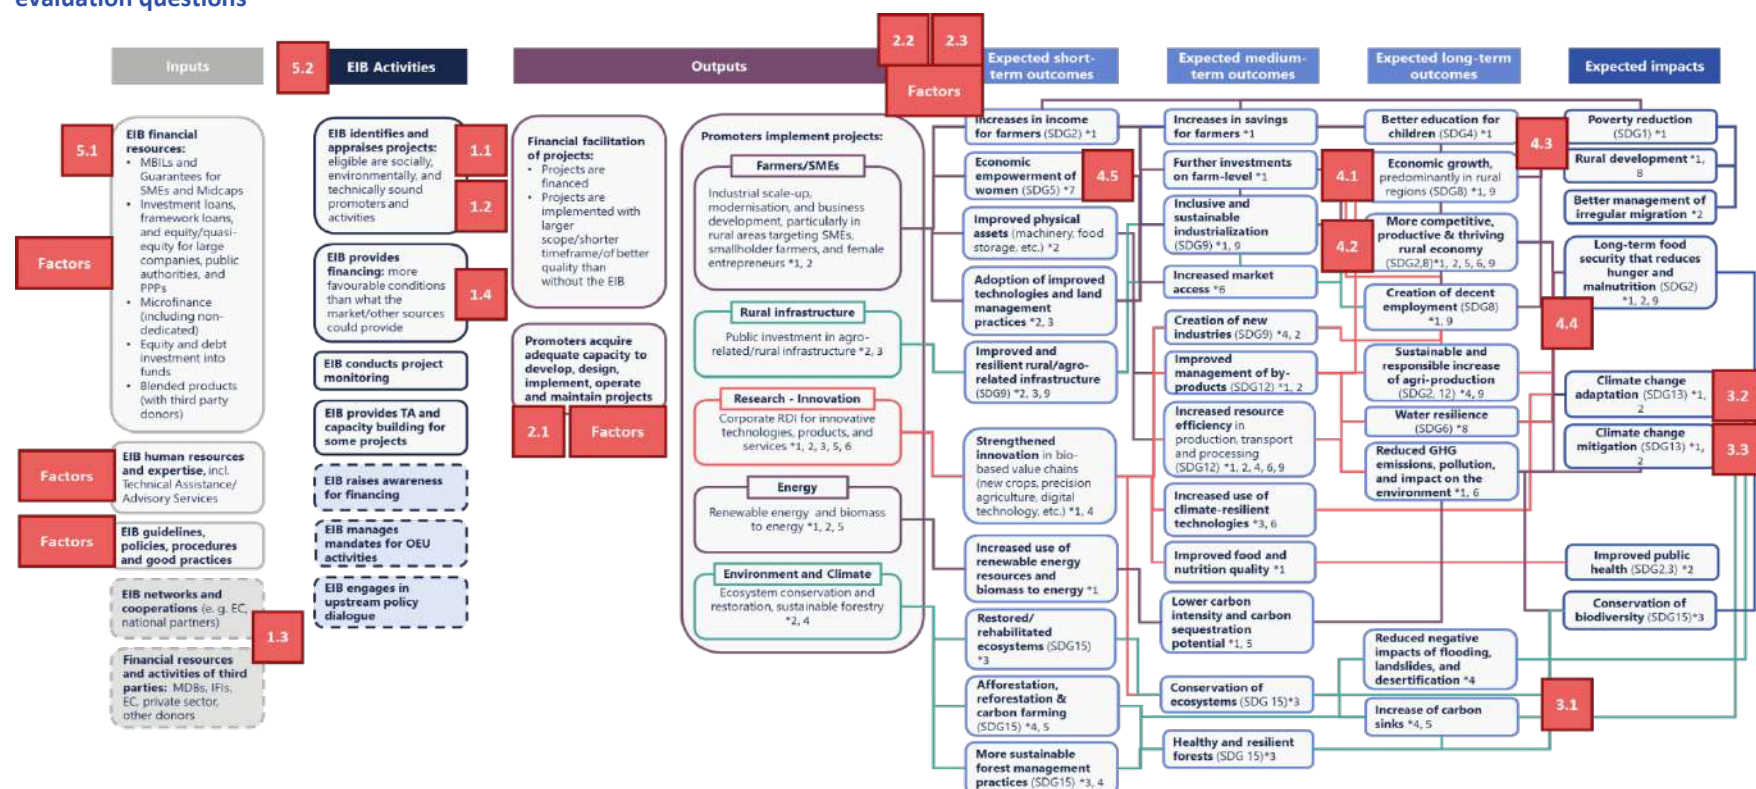 evaluation questions
Inputs
5.2
EIB Activities
Outputs
2.2
2.3
Factors
Expected short-
term outcomes
Expected medium-
term outcomes
Expected long-term
outcomes
Expected impacts
5.1
EIB financial
resources:
• MBILs and
Guarantees for
SMEs and Midcaps
• Investment loans,
framework loans,
and equity/quasi-
equity for large
companies, public
authorities, and
PPPs
• Microfinance
(including non-
dedicated)
• Equity and debt
investment into
funds
• Blended products
(with third party
donors)
Factors
Factors
EIB human resources
and expertise, incl.
Technical Assistance/
Advisory Services
Factors
EIB guidelines,
policies, procedures
and good practices
EIB networks and
cooperations (e. g. EC,
national partners)
1.3
Financial resources
and activities of third
parties: MDBs, IFIs,
EC, private sector,
other donors
EIB identifies and
appraises projects:
eligible are socially,
environmentally, and
technically sound
promoters and
activities
1.1
1.2
EIB provides
financing: more
favourable conditions
than what the
market/other sources
could provide
1.4
EIB conducts project
monitoring
EIB provides TA and
capacity building for
some projects
EIB raises awareness
for financing
EIB manages
mandates for OEU
activities
EIB engages in
upstream policy
dialogue
Financial facilitation
of projects:
• Projects are
financed
• Projects are
implemented with
larger
scope/shorter
timeframe/of better
quality than
without the EIB
Promoters acquire
adequate capacity to
develop, design,
implement, operate
and maintain projects
2.1
Factors
Promoters implement projects:
Farmers/SMEs
Industrial scale-up,
modernisation, and business
development, particularly in
rural areas targeting SMEs,
smallholder farmers, and female
entrepreneurs *1, 2
Rural infrastructure
Public investment in agro-
related/rural infrastructure *2, 3
Research - Innovation
Corporate RDI for innovative
technologies, products, and
services *1, 2, 3, 5, 6
Energy
Renewable energy and biomass
to energy *1, 2, 5
Environment and Climate
Ecosystem conservation and
restoration, sustainable forestry
*2, 4
Increases in income
for farmers (SDG2) *1
Economic
empowerment of
women (SDG5) *7
4.5
Improved physical
assets (machinery, food
storage, etc.) *2
Adoption of improved
technologies and land
management
practices *2, 3
Improved and
resilient rural/agro-
related infrastructure
(SDG9) *2, 3, 9
Strengthened
innovation in bio-
based value chains
(new crops, precision
agriculture, digital
technology, etc.) *1, 4
Increased use of
renewable energy
resources and
biomass to energy *1
Restored/
rehabilitated
ecosystems (SDG15)
*3
Afforestation,
reforestation &
carbon farming
(SDG15) *4, 5
More sustainable
forest management
practices (SDG15) *3, 4
Increases in savings
for farmers *1
Further investments
on farm-level *1
Inclusive and
sustainable
industrialization
(SDG9) *1, 9
Increased market
access *6
Creation of new
industries (SDG9) *4, 2
Improved
management of by-
products (SDG12) *1, 2
Increased resource
efficiency in
production, transport
and processing
(SDG12) *1, 2, 4, 6, 9
Increased use of
climate-resilient
technologies *3, 6
Improved food and
nutrition quality *1
Lower carbon
intensity and carbon
sequestration
potential *1, 5
Conservation of
ecosystems (SDG 15)*3
Healthy and resilient
forests (SDG 15)*3
4.1
4.2
Better education for
children (SDG4) *1
Economic growth,
predominantly in rural
regions (SDG8) *1, 9
More competitive,
productive & thriving
rural economy
(SDG2,8)*1, 2, 5, 6, 9
Creation of decent
employment (SDG8)
*1, 9
Sustainable and
responsible increase
of agri-production
(SDG2, 12) *4, 9
Water resilience
(SDG6) *8
Reduced GHG
emissions, pollution,
and impact on the
environment *1, 6
Reduced negative
impacts of flooding,
landslides, and
desertification *4
Increase of carbon
sinks *4, 5
4.3
4.4
3.1
Poverty reduction
(SDG1) *1
Rural development *1,
8
Better management of
irregular migration *2
Long-term food
security that reduces
hunger and
malnutrition (SDG2)
*1, 2, 9
Climate change
adaptation (SDG13) *1,
2
3.2
Climate change
mitigation (SDG13) *1,
2
3.3
Improved public
health (SDG2,3) *2
Conservation of
biodiversity (SDG15)*3